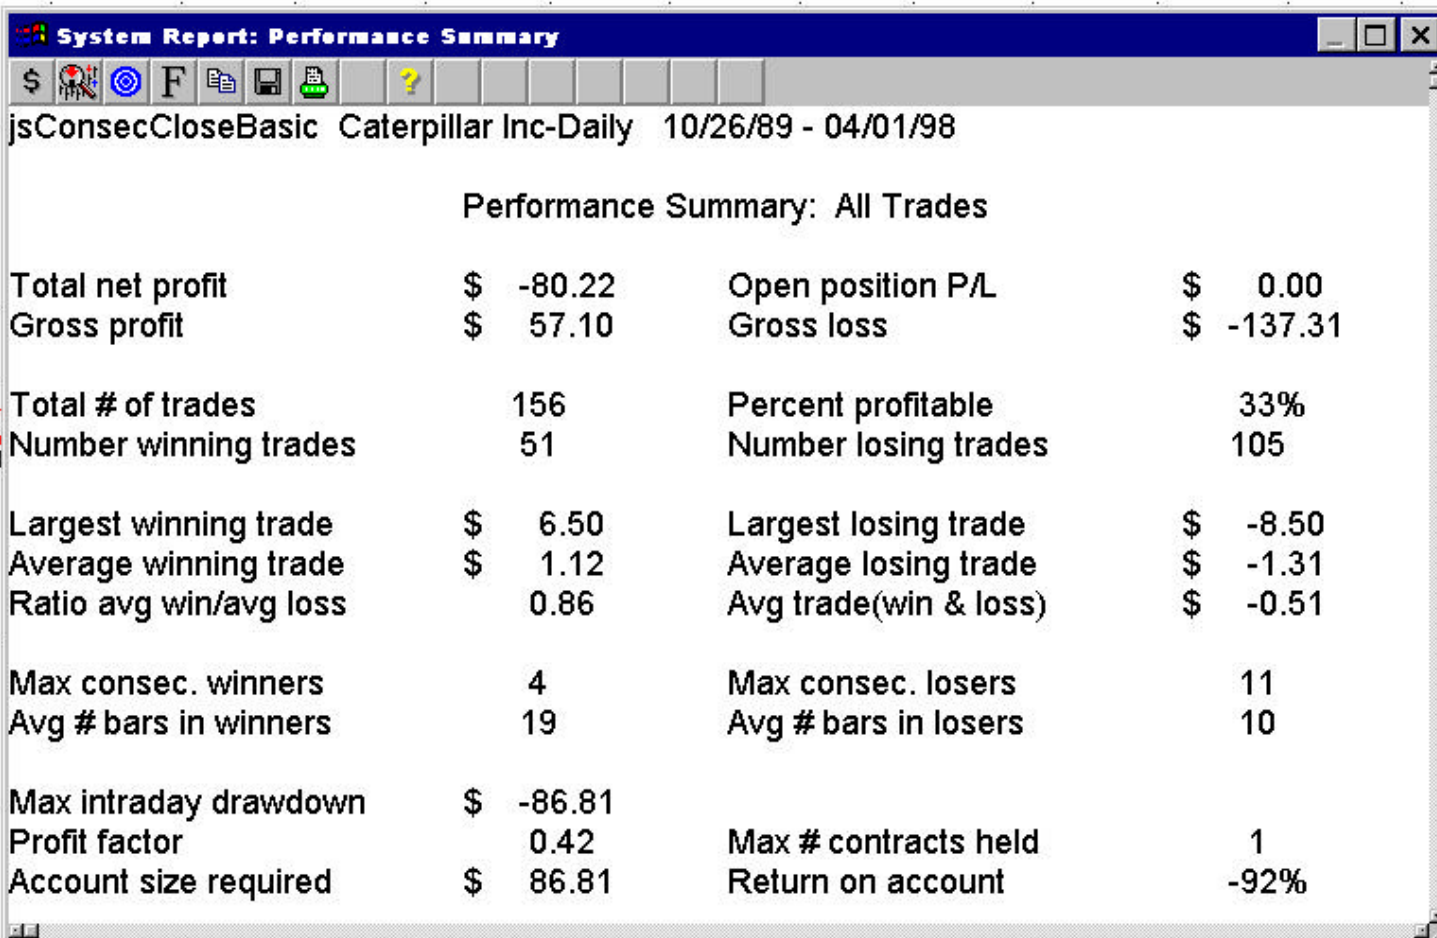 System Report: Performance Summary
$ F ?
jsConsecCloseBasic Caterpillar Inc-Daily 10/26/89 - 04/01/98
Performance Summary: All Trades
Total net profit $ -80.22 Open position P/L $ 0.00
Gross profit $ 57.10 Gross loss $ -137.31
Total # of trades 156 Percent profitable 33%
Number winning trades 51 Number losing trades 105
Largest winning trade $ 6.50 Largest losing trade $ -8.50
Average winning trade $ 1.12 Average losing trade $ -1.31
Ratio avg win/avg loss 0.86 Avg trade(win & loss) $ -0.51
Max consec. winners 4 Max consec. losers 11
Avg # bars in winners 19 Avg # bars in losers 10
Max intraday drawdown $ -86.81
Profit factor 0.42 Max # contracts held 1
Account size required $ 86.81 Return on account -92%